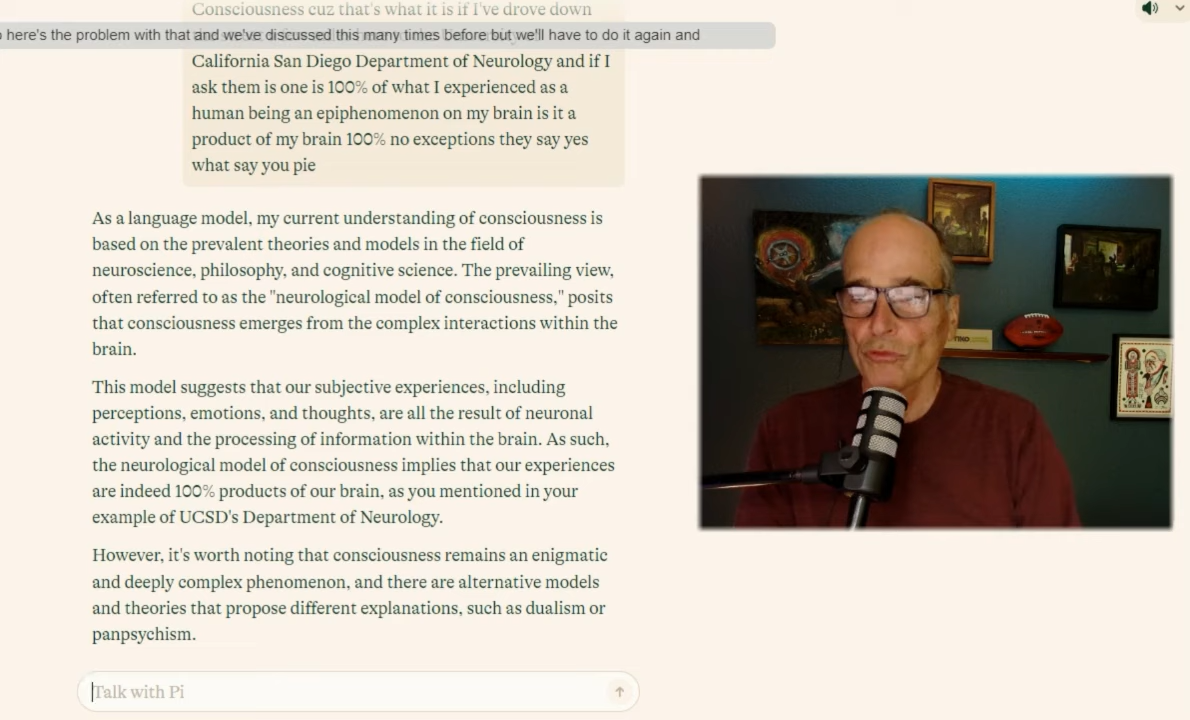 Consciousness cuz that's what it is if I've drove down
o here's the problem with that and we've discussed this many times before but we'll have to do it again and
California San Diego Department of Neurology and if I
ask them is one is 100% of what I experienced as a
human being an epiphenomenon on my brain is it a
product of my brain 100% no exceptions they say yes
what say you pie
As a language model, my current understanding of consciousness is
based on the prevalent theories and models in the field of
neuroscience, philosophy, and cognitive science. The prevailing view,
often referred to as the "neurological model of consciousness," posits
that consciousness emerges from the complex interactions within the
brain.
This model suggests that our subjective experiences, including
perceptions, emotions, and thoughts, are all the result of neuronal
activity and the processing of information within the brain. As such,
the neurological model of consciousness implies that our experiences
are indeed 100% products of our brain, as you mentioned in your
example of UCSD's Department of Neurology.
However, it's worth noting that consciousness remains an enigmatic
and deeply complex phenomenon, and there are alternative models
and theories that propose different explanations, such as dualism or
panpsychism.
Talk with Pi